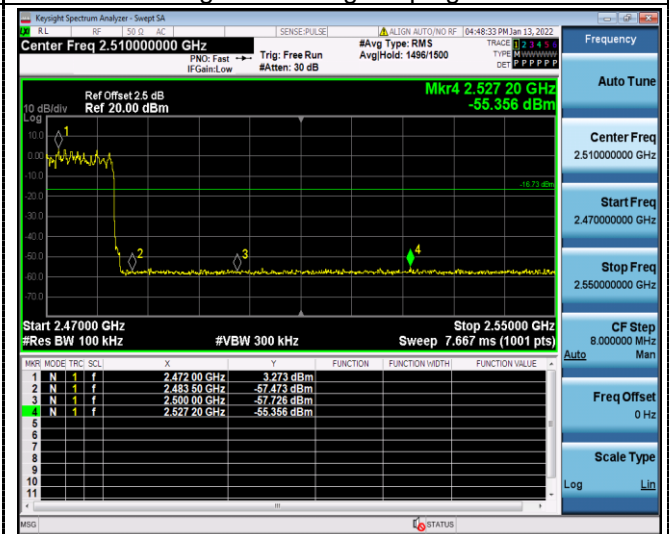 Keysight Spectrum Analyzer - Swept SA
RL RF 50 Ω AC SENSE:PULSE ALIGN AUTO/NO RF 04:48:33 PM Jan 13, 2022
Center Freq 2.510000000 GHz
PNO: Fast
IFGain:Low
Trig: Free Run
#Atten: 30 dB
#Avg Type: RMS
Avg|Hold: 1496/1500
TRACE 1 2 3 4 5 6
TYPE M WWWWW
DET P P P P P P
Mkr4 2.527 20 GHz
-55.356 dBm
Ref Offset 2.5 dB
10 dB/div Ref 20.00 dBm
Log
10.0
0.00
-10.0
-20.0
-30.0
-40.0
-50.0
-60.0
-70.0
1
2
3
4
-16.73 dBm
Start 2.47000 GHz Stop 2.55000 GHz
#Res BW 100 kHz #VBW 300 kHz Sweep 7.667 ms (1001 pts)
MKR MODE TRC SCL X Y FUNCTION FUNCTION WIDTH FUNCTION VALUE
1 N 1 f 2.472 00 GHz 3.273 dBm
2 N 1 f 2.483 50 GHz -57.473 dBm
3 N 1 f 2.500 00 GHz -57.726 dBm
4 N 1 f 2.527 20 GHz -55.356 dBm
5
6
7
8
9
10
11
MSG STATUS
Frequency
Auto Tune
Center Freq
2.510000000 GHz
Start Freq
2.470000000 GHz
Stop Freq
2.550000000 GHz
CF Step
8.000000 MHz
Auto Man
Freq Offset
0 Hz
Scale Type
Log Lin